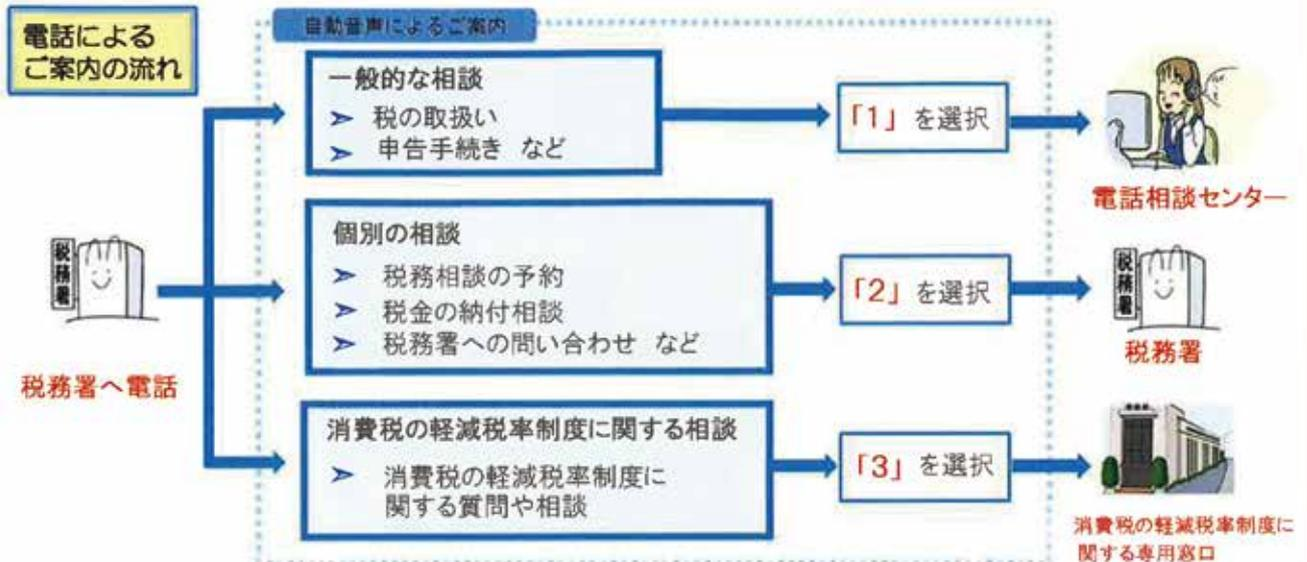 電話による
ご案内の流れ
自動音声によるご案内
一般的な相談
➤ 税の取扱い
➤ 申告手続き など
「1」を選択
電話相談センター
税務署
税務署へ電話
個別の相談
➤ 税務相談の予約
➤ 税金の納付相談
➤ 税務署への問い合わせ など
「2」を選択
税務署
税務署
消費税の軽減税率制度に関する相談
➤ 消費税の軽減税率制度に
関する質問や相談
「3」を選択
消費税の軽減税率制度に
関する専用窓口